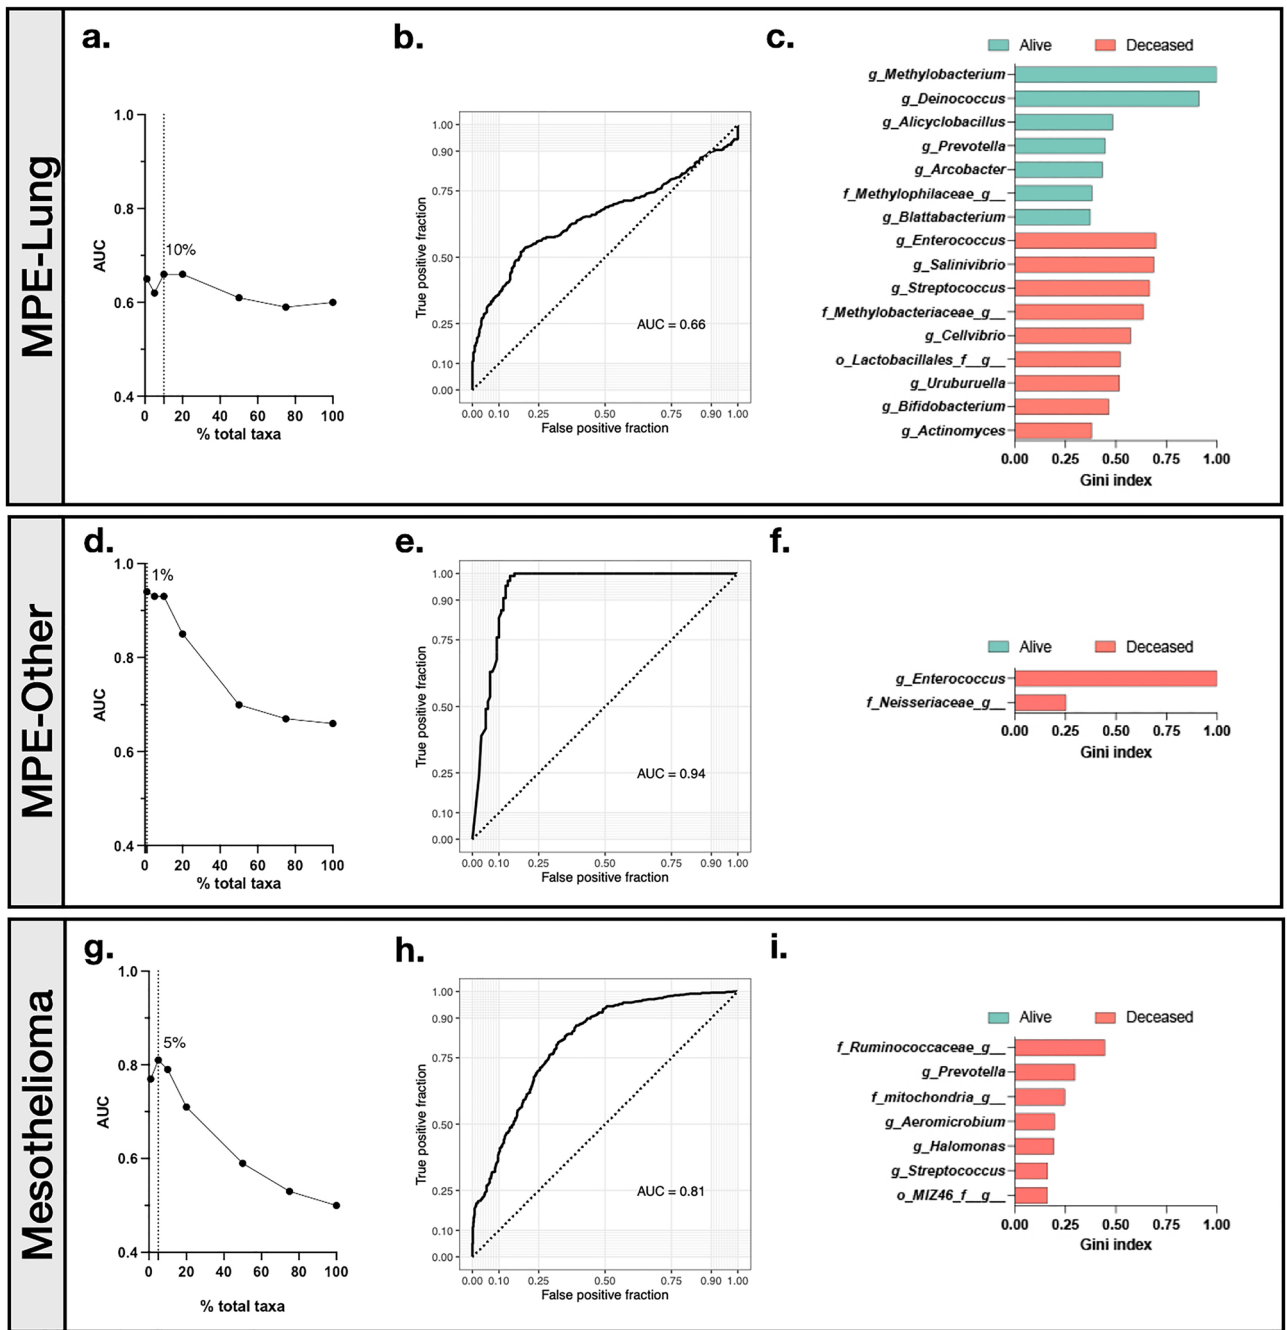 MPE-Lung
a.
1.0
0.8
0.6
0.4
AUC
10%
0 20 40 60 80 100
% total taxa
b.
1.00
0.90
0.75
0.50
0.25
0.10
0.00
True positive fraction
AUC = 0.66
0.00 0.10 0.25 0.50 0.75 0.90 1.00
False positive fraction
c.
Alive Deceased
g_Methylobacterium
g_Deinococcus
g_Alicyclobacillus
g_Prevotella
g_Arcobacter
f_Methylophilaceae_g__
g_Blattabacterium
g_Enterococcus
g_Salinivibrio
g_Streptococcus
f_Methylobacteriaceae_g__
g_Cellvibrio
o_Lactobacillales_f__g__
g_Uruburuella
g_Bifidobacterium
g_Actinomyces
0.00 0.25 0.50 0.75 1.00
Gini index
MPE-Other
d.
1.0
0.8
0.6
0.4
AUC
1%
0 20 40 60 80 100
% total taxa
e.
1.00
0.90
0.75
0.50
0.25
0.10
0.00
True positive fraction
AUC = 0.94
0.00 0.10 0.25 0.50 0.75 0.90 1.00
False positive fraction
f.
Alive Deceased
g_Enterococcus
f_Neisseriaceae_g__
0.00 0.25 0.50 0.75 1.00
Gini index
Mesothelioma
g.
1.0
0.8
0.6
0.4
AUC
5%
0 20 40 60 80 100
% total taxa
h.
1.00
0.90
0.75
0.50
0.25
0.10
0.00
True positive fraction
AUC = 0.81
0.00 0.10 0.25 0.50 0.75 0.90 1.00
False positive fraction
i.
Alive Deceased
f_Ruminococcaceae_g__
g_Prevotella
f_mitochondria_g__
g_Aeromicrobium
g_Halomonas
g_Streptococcus
o_MIZ46_f__g__
0.00 0.25 0.50 0.75 1.00
Gini index